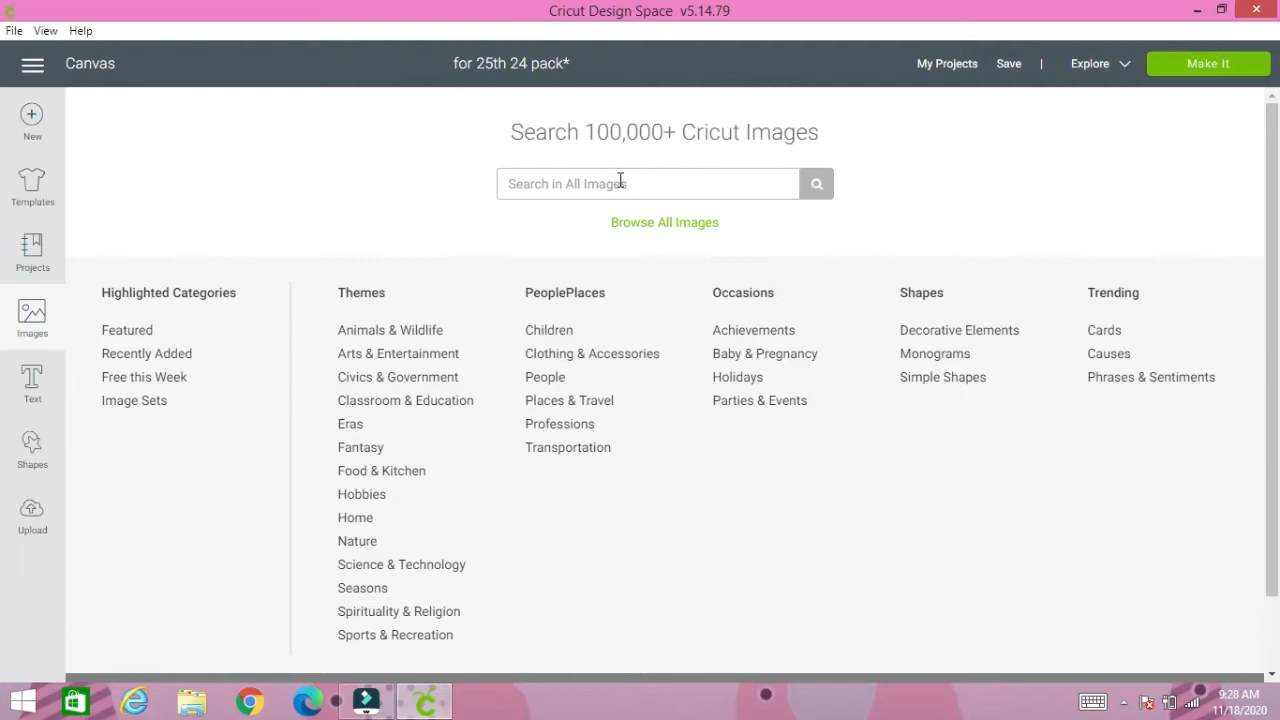 Cricut Design Space v5.14.79
File View Help
Canvas
for 25th 24 pack*
My Projects Save | Explore Make It
New
Templates
Projects
Images
Text
Shapes
Upload
Search 100,000+ Cricut Images
Search in All Images
Browse All Images
Highlighted Categories
Featured
Recently Added
Free this Week
Image Sets
Themes
Animals & Wildlife
Arts & Entertainment
Civics & Government
Classroom & Education
Eras
Fantasy
Food & Kitchen
Hobbies
Home
Nature
Science & Technology
Seasons
Spirituality & Religion
Sports & Recreation
PeoplePlaces
Children
Clothing & Accessories
People
Places & Travel
Professions
Transportation
Occasions
Achievements
Baby & Pregnancy
Holidays
Parties & Events
Shapes
Decorative Elements
Monograms
Simple Shapes
Trending
Cards
Causes
Phrases & Sentiments
9:28 AM
11/18/2020